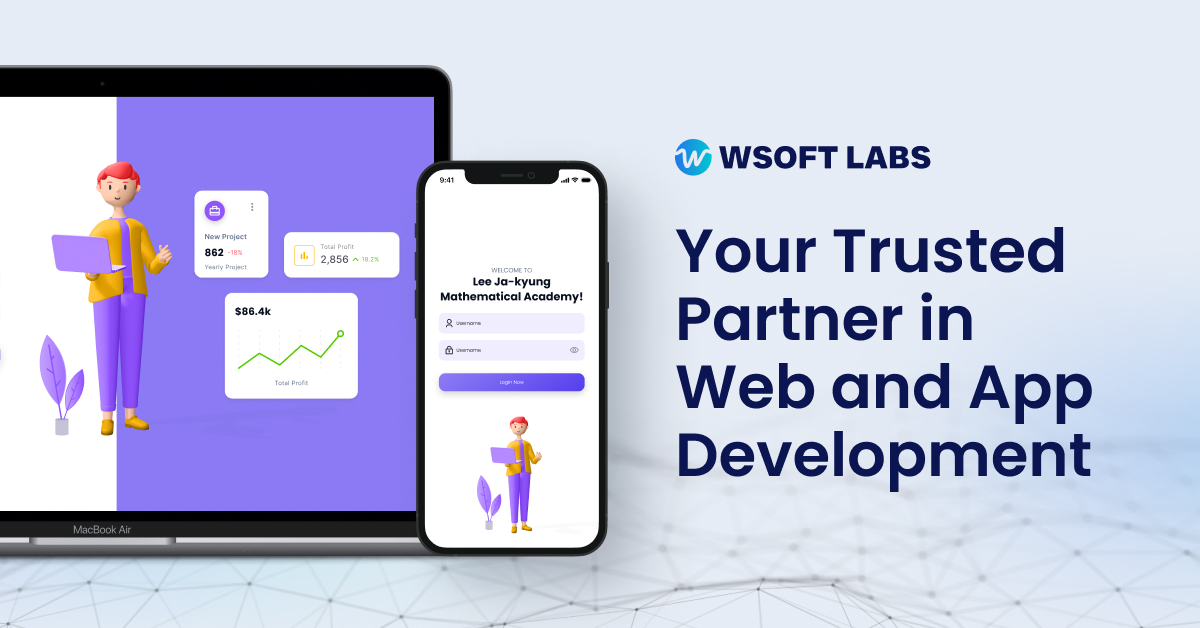 WSOFT LABS
Your Trusted
Partner in
Web and App
Development
New Project
862 -18%
Yearly Project
Total Profit
2,856 18.2%
$86.4k
Total Profit
MacBook Air
9:41
WELCOME TO
Lee Ja-kyung
Mathematical Academy!
Username
Username
Login Now